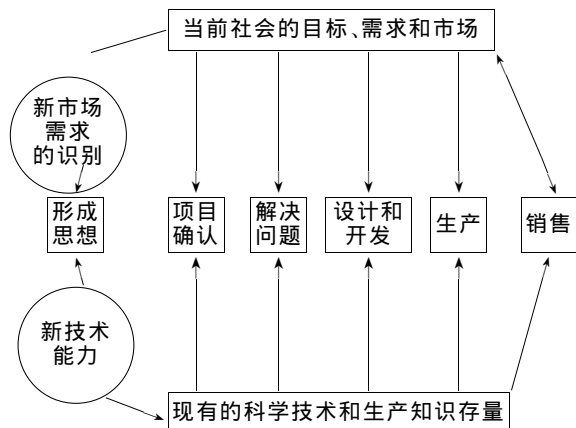 当前社会的目标、需求和市场
新市场
需求
的识别
形成
思想
项目
确认
解决
问题
设计和
开发
生产
销售
新技术
能力
现有的科学技术和生产知识存量